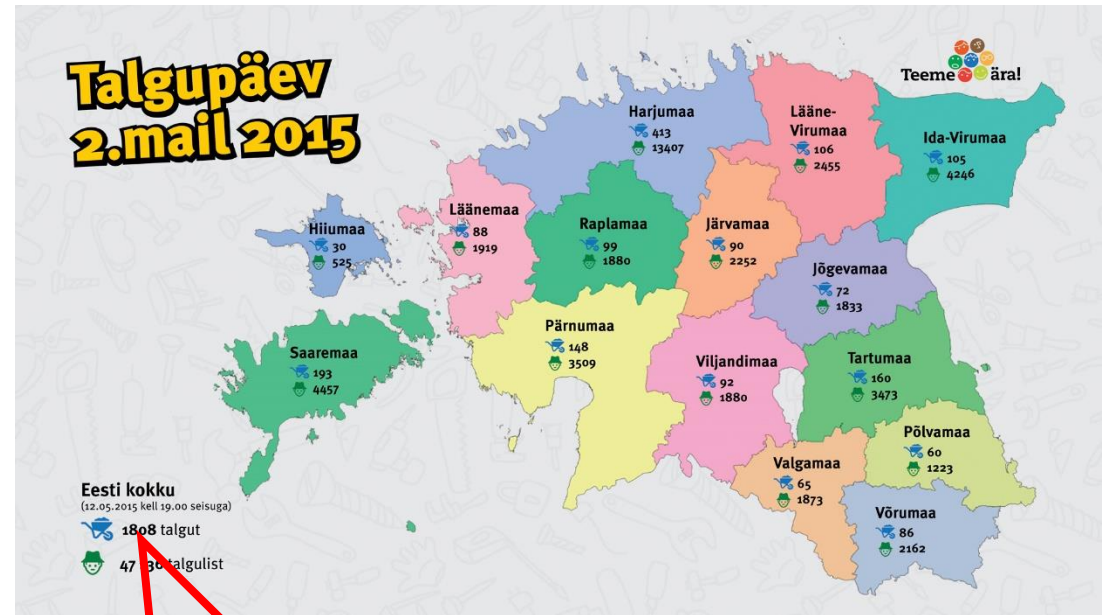 Talgupäev
2.mail 2015
Teeme ära!
Harjumaa
413
13407
Lääne-
Virumaa
106
2455
Ida-Virumaa
105
4246
Läänemaa
88
1919
Raplamaa
99
1880
Järvamaa
90
2252
Hiiumaa
30
525
Jõgevamaa
72
1833
Pärnumaa
148
3509
Saaremaa
193
4457
Viljandimaa
92
1880
Tartumaa
160
3473
Põlvamaa
60
1223
Valgamaa
65
1873
Võrumaa
86
2162
Eesti kokku
(12.05.2015 kell 19.00 seisuga)
1808 talgut
47 talgulist